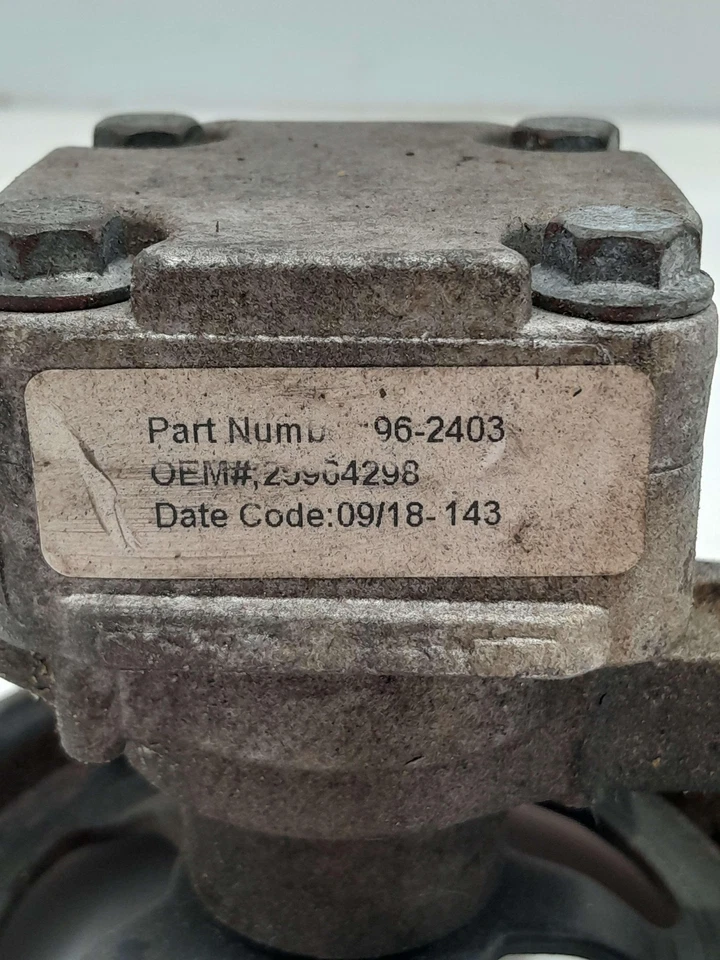 Part Numb 96-2403
OEM#;25964298
Date Code:09/18- 143